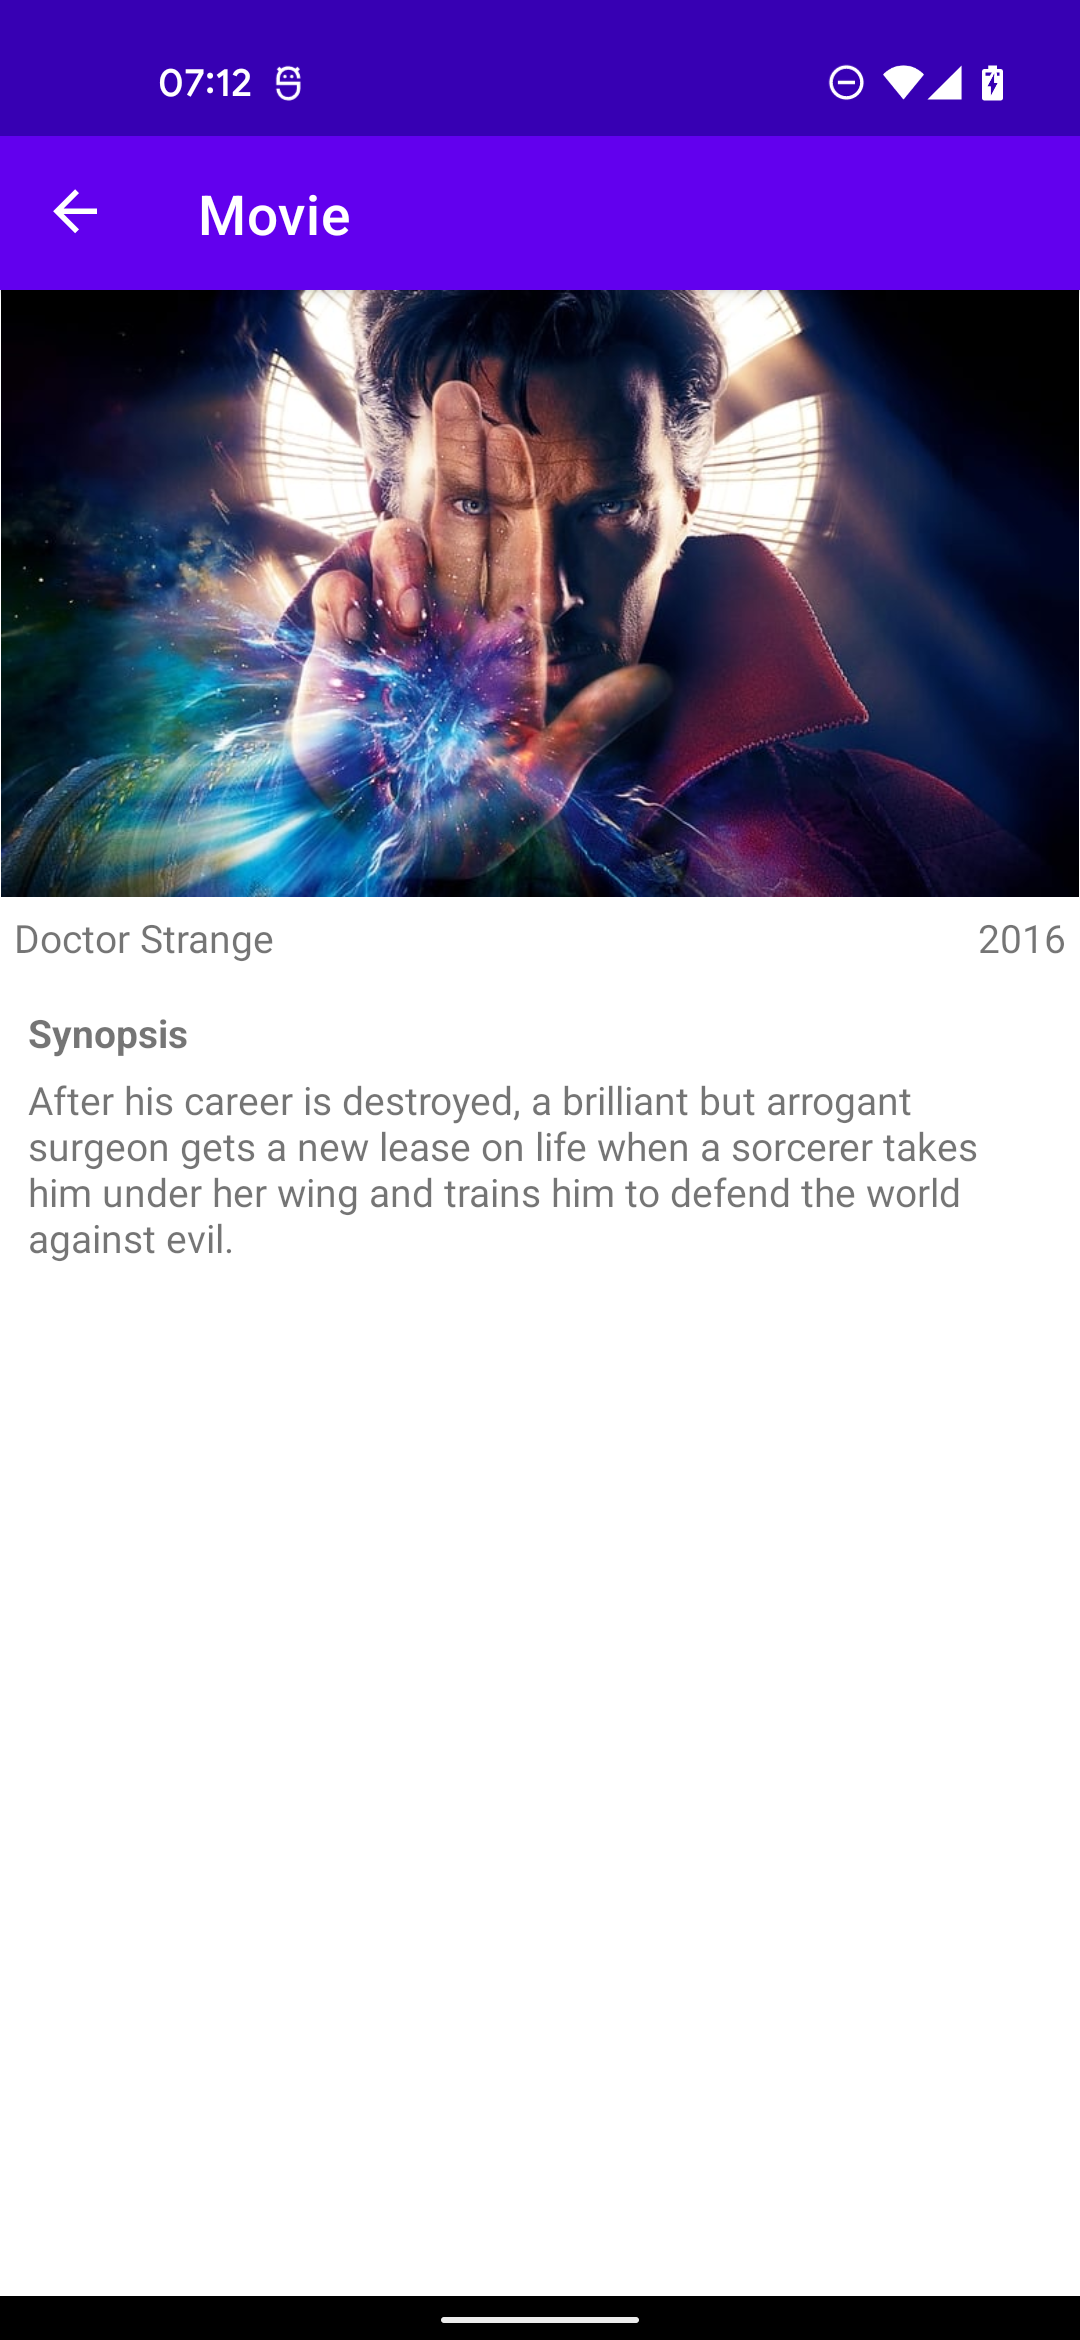 07:12
Movie
Doctor Strange 2016
Synopsis
After his career is destroyed, a brilliant but arrogant
surgeon gets a new lease on life when a sorcerer takes
him under her wing and trains him to defend the world
against evil.